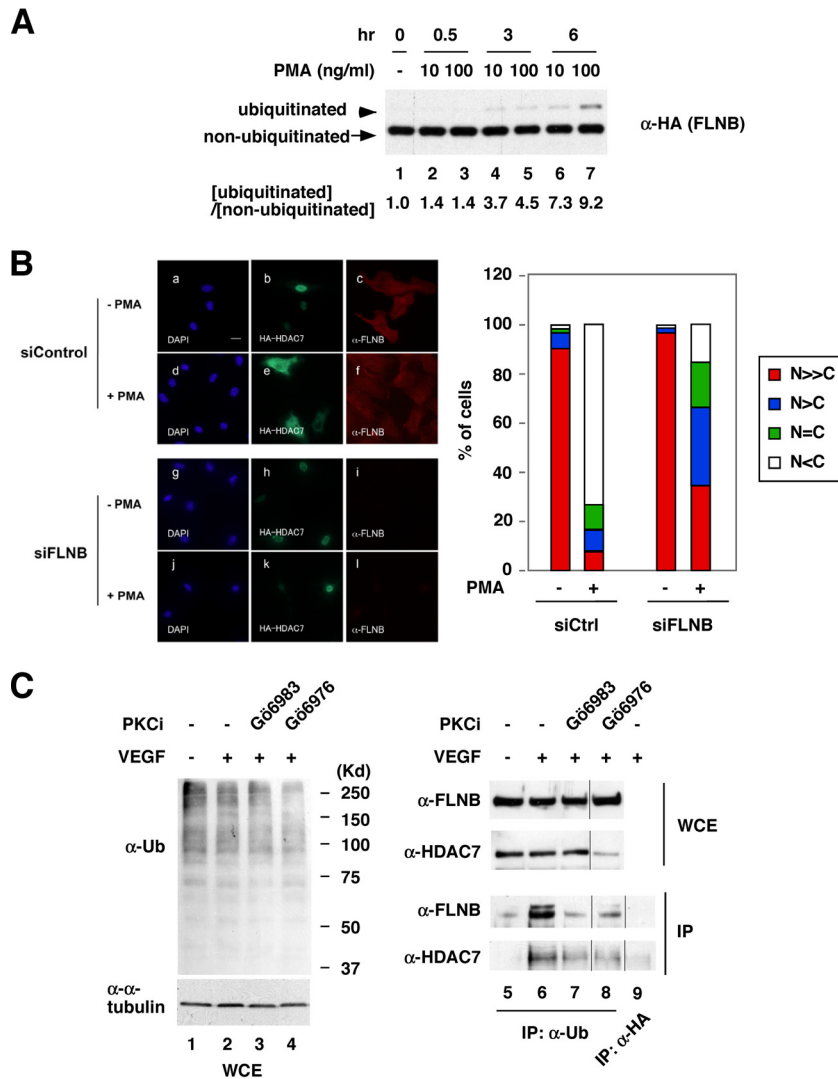 A
hr 0 0.5 3 6
PMA (ng/ml) - 10 100 10 100 10 100
ubiquitinated
non-ubiquitinated
α-HA (FLNB)
1 2 3 4 5 6 7
[ubiquitinated]
/[non-ubiquitinated]
1.0 1.4 1.4 3.7 4.5 7.3 9.2
B
siControl
- PMA
a b c
DAPI HA-HDAC7 α-FLNB
+ PMA
d e f
DAPI HA-HDAC7 α-FLNB
siFLNB
- PMA
g h i
DAPI HA-HDAC7 α-FLNB
+ PMA
j k l
DAPI HA-HDAC7 α-FLNB
% of cells
120
100
80
60
40
20
0
PMA - + - +
siCtrl siFLNB
N>>C
N>C
N=C
N<C
C
PKCi - - Gö6983 Gö6976
VEGF - + + +
(Kd)
250
150
100
75
50
37
α-Ub
α-α-
tubulin
1 2 3 4
WCE
PKCi - - Gö6983 Gö6976 -
VEGF - + + + +
α-FLNB
α-HDAC7
WCE
α-FLNB
α-HDAC7
IP
5 6 7 8 9
IP: α-Ub
IP: α-HA